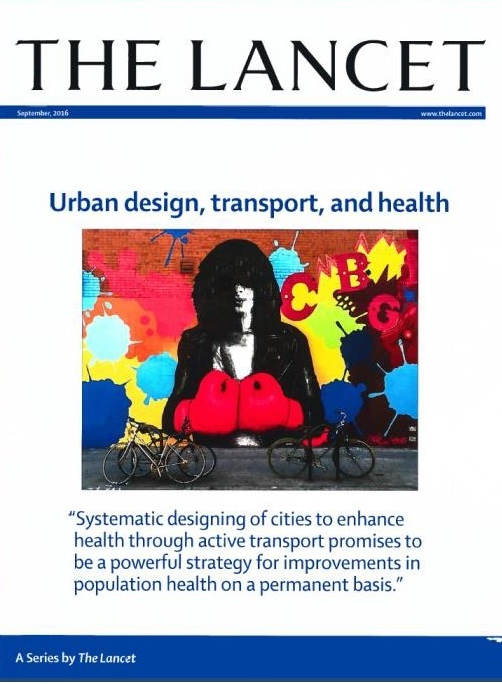 THE LANCET
September, 2016
www.thelancet.com
Urban design, transport, and health
C
B
G
“Systematic designing of cities to enhance
health through active transport promises to
be a powerful strategy for improvements in
population health on a permanent basis.”
A Series by The Lancet